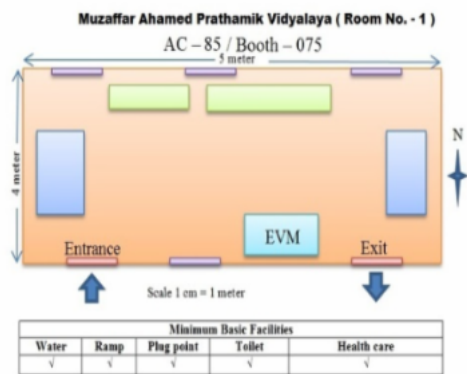 Muzaffar Ahamed Prathamik Vidyalaya ( Room No. - 1 )
AC – 85 / Booth – 075
5 meter
4 meter
N
EVM
Entrance
Exit
Scale 1 cm = 1 meter
Minimum Basic Facilities
Water Ramp Plug point Toilet Health care
√ √ √ √ √